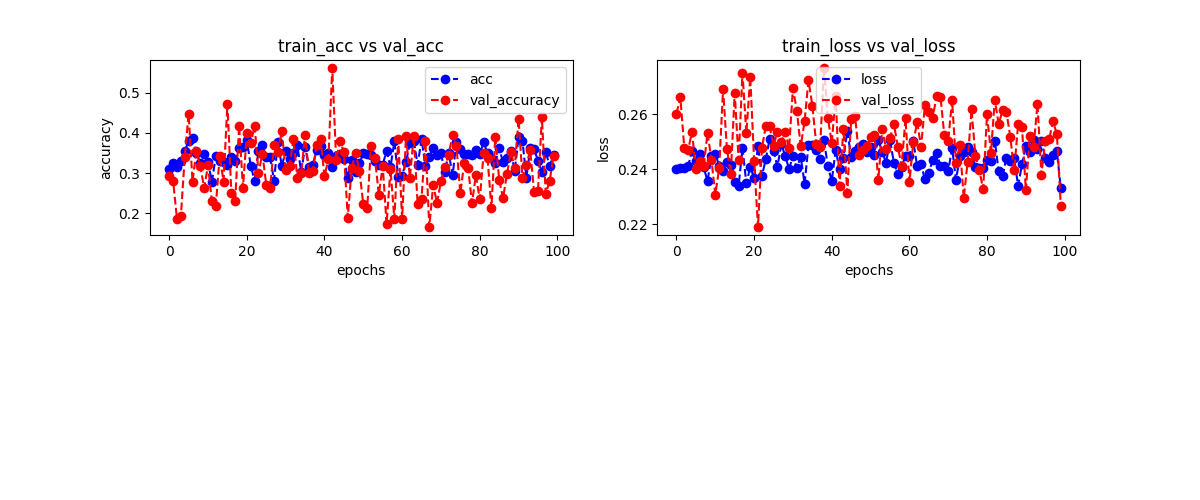 train_acc vs val_acc
acc
val_accuracy
0.5
0.4
0.3
0.2
accuracy
0 20 40 60 80 100
epochs
train_loss vs val_loss
loss
val_loss
0.26
0.24
0.22
loss
0 20 40 60 80 100
epochs